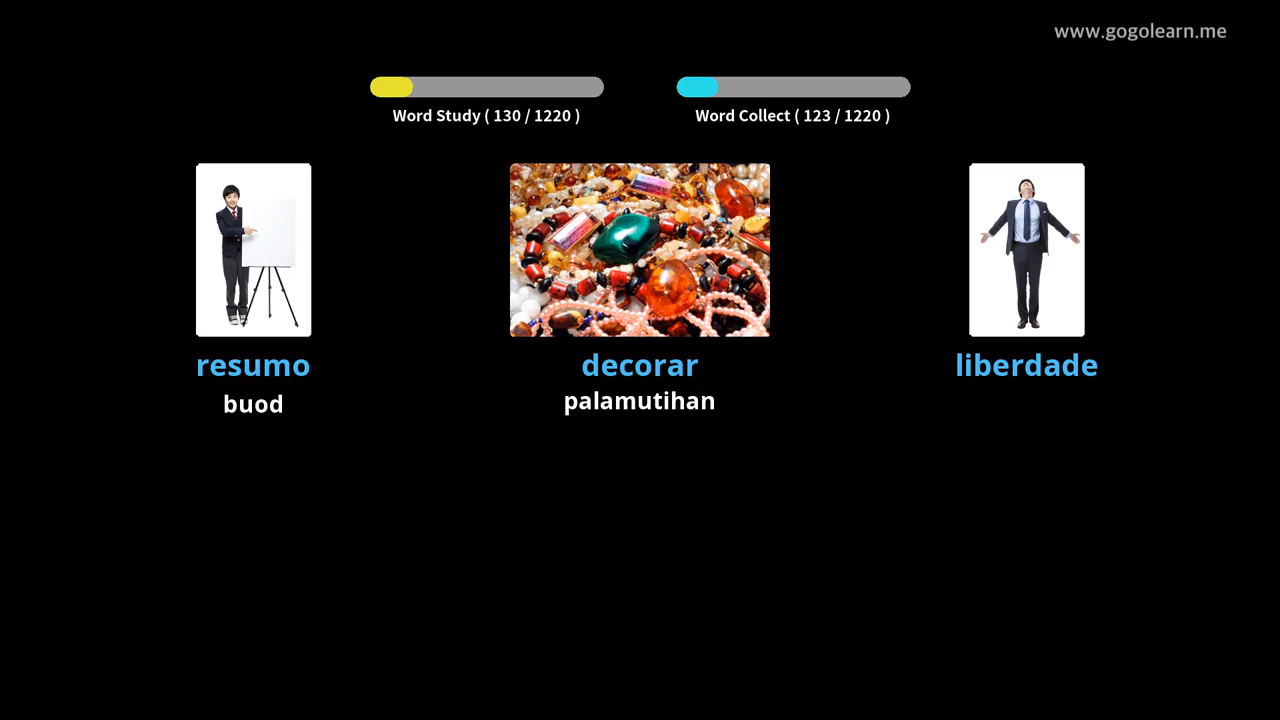 www.gogolearn.me
Word Study ( 130 / 1220 )
Word Collect ( 123 / 1220 )
resumo
decorar
liberdade
buod
palamutihan